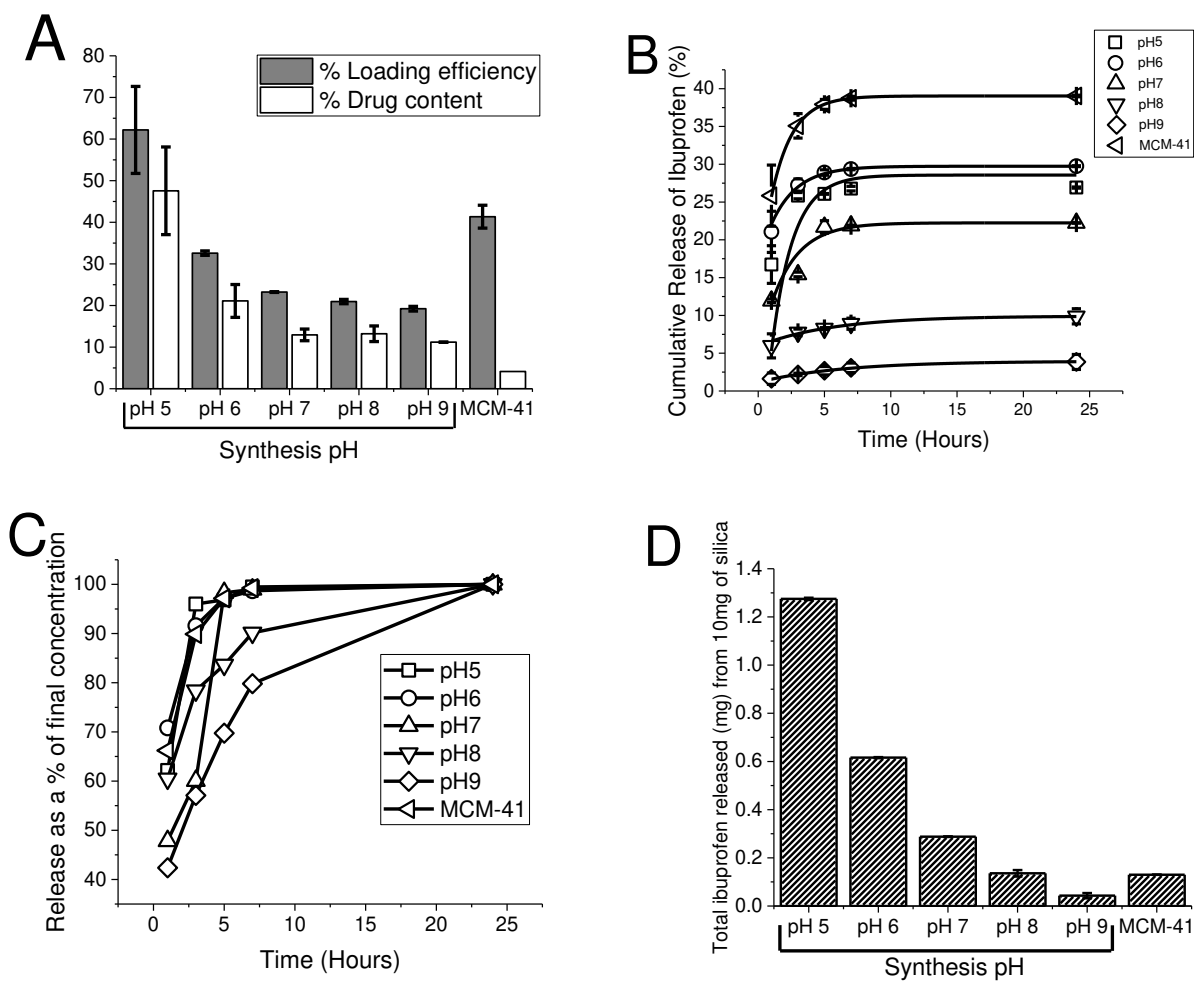 A
80
70
60
50
40
30
20
10
0
% Loading efficiency
% Drug content
pH 5 pH 6 pH 7 pH 8 pH 9 MCM-41
Synthesis pH
B
Cumulative Release of Ibuprofen (%)
40
35
30
25
20
15
10
5
0
0 5 10 15 20 25
Time (Hours)
pH5
pH6
pH7
pH8
pH9
MCM-41
C
Release as a % of final concentration
100
90
80
70
60
50
40
0 5 10 15 20 25
Time (Hours)
pH5
pH6
pH7
pH8
pH9
MCM-41
D
Total ibuprofen released (mg) from 10mg of silica
1.4
1.2
1.0
0.8
0.6
0.4
0.2
0.0
pH 5 pH 6 pH 7 pH 8 pH 9 MCM-41
Synthesis pH